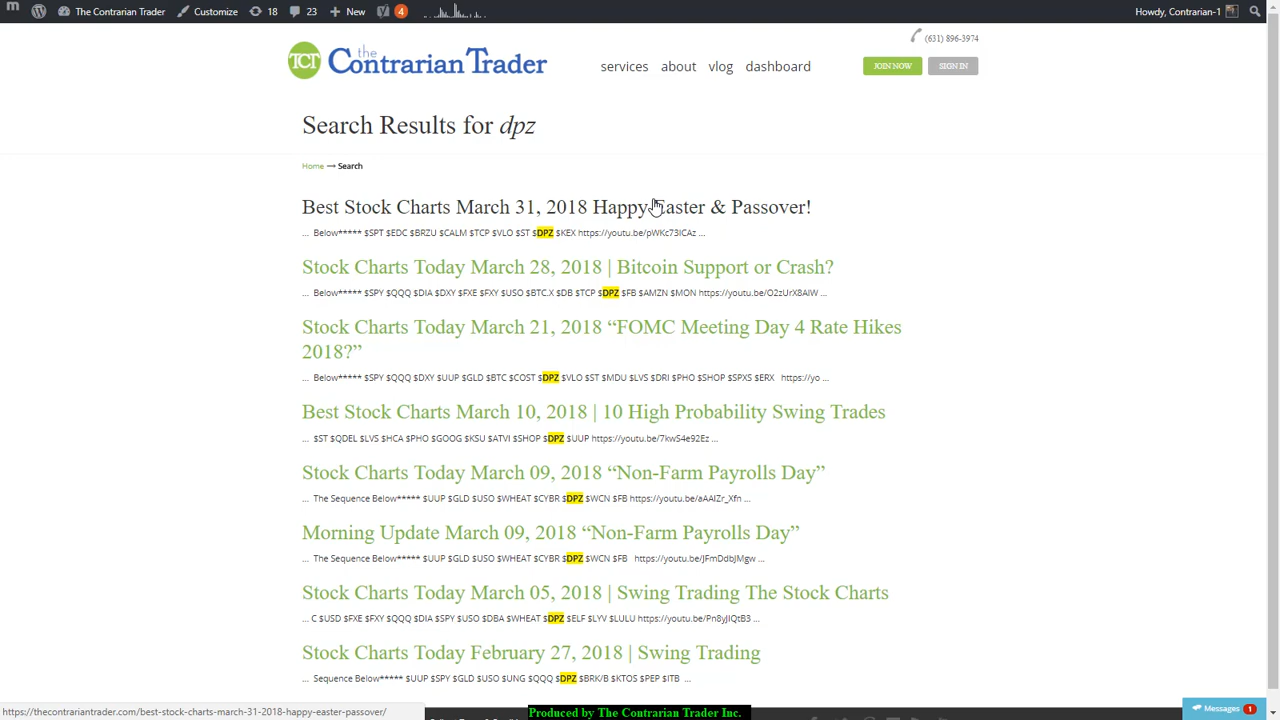 The Contrarian Trader Customize 18 23 New 4 Howdy, Contrarian-1
(631) 896-3974
TCT the Contrarian Trader services about vlog dashboard JOIN NOW SIGN IN
Search Results for dpz
Home → Search
Best Stock Charts March 31, 2018 Happy Easter & Passover!
... Below***** $SPT $EDC $BRZU $CALM $TCP $VLO $ST $DPZ $KEX https://youtu.be/pWKc73ICAz ...
Stock Charts Today March 28, 2018 | Bitcoin Support or Crash?
... Below***** $SPY $QQQ $DIA $DXY $FXE $FXY $USO $BTC.X $DB $TCP $DPZ $FB $AMZN $MON https://youtu.be/O2zUrX8AIW ...
Stock Charts Today March 21, 2018 “FOMC Meeting Day 4 Rate Hikes
2018?”
... Below***** $SPY $QQQ $DXY $UUP $GLD $BTC $COST $DPZ $VLO $ST $MDU $LVS $DRI $PHO $SHOP $SPXS $ERX https://yo ...
Best Stock Charts March 10, 2018 | 10 High Probability Swing Trades
... $ST $QDEL $LVS $HCA $PHO $GOOG $KSU $ATVI $SHOP $DPZ $UUP https://youtu.be/7kwS4e92Ez ...
Stock Charts Today March 09, 2018 “Non-Farm Payrolls Day”
... The Sequence Below***** $UUP $GLD $USO $WHEAT $CYBR $DPZ $WCN $FB https://youtu.be/aAAIZr_Xfn ...
Morning Update March 09, 2018 “Non-Farm Payrolls Day”
... The Sequence Below***** $UUP $GLD $USO $WHEAT $CYBR $DPZ $WCN $FB https://youtu.be/JFmDdbJMgw ...
Stock Charts Today March 05, 2018 | Swing Trading The Stock Charts
... C $USD $FXE $FXY $QQQ $DIA $SPY $USO $DBA $WHEAT $DPZ $ELF $LYV $LULU https://youtu.be/Pn8yJIQtB3 ...
Stock Charts Today February 27, 2018 | Swing Trading
... Sequence Below***** $UUP $SPY $GLD $USO $UNG $QQQ $DPZ $BRK/B $KTOS $PEP $ITB ...
https://thecontrariantrader.com/best-stock-charts-march-31-2018-happy-easter-passover/
Produced by The Contrarian Trader Inc.
Messages 1